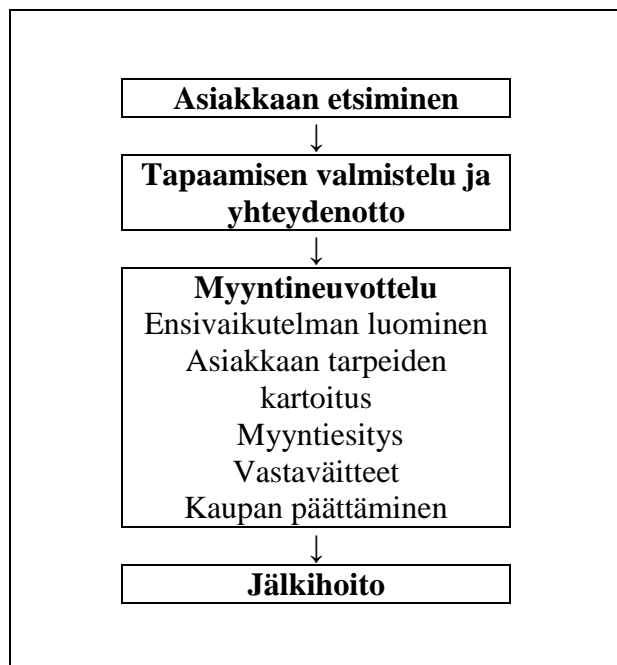 Asiakkaan etsiminen
↓
Tapaamisen valmistelu ja
yhteydenotto
↓
Myyntineuvottelu
Ensivaikutelman luominen
Asiakkaan tarpeiden
kartoitus
Myyntiesitys
Vastaväitteet
Kaupan päättäminen
↓
Jälkihoito